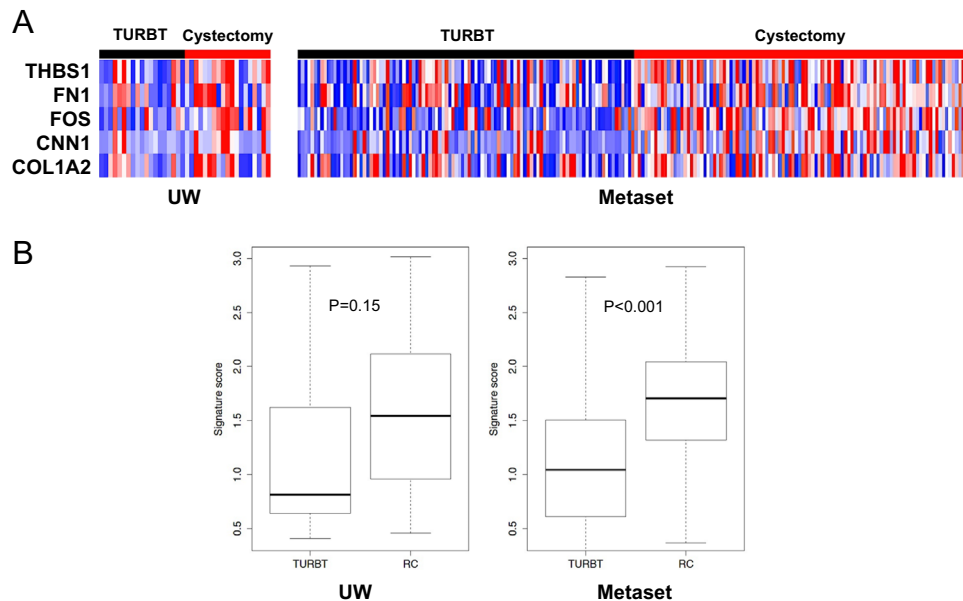 A
TURBT Cystectomy TURBT Cystectomy
THBS1
FN1
FOS
CNN1
COL1A2
UW Metaset
B
3.0 3.0
P=0.15 P<0.001
2.5 2.5
2.0 2.0
Signature score Signature score
1.5 1.5
1.0 1.0
0.5 0.5
TURBT RC TURBT RC
UW Metaset